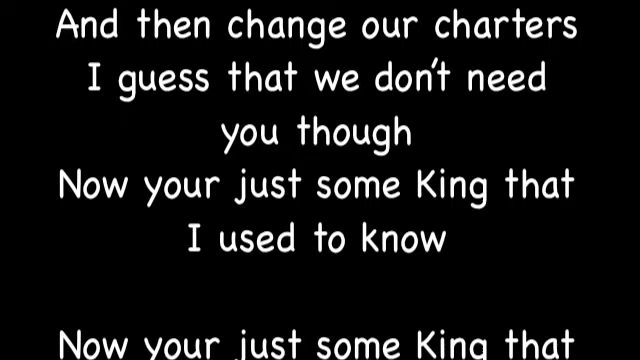 And then change our charters
I guess that we don't need
you though
Now your just some King that
I used to know
Now your just some King that